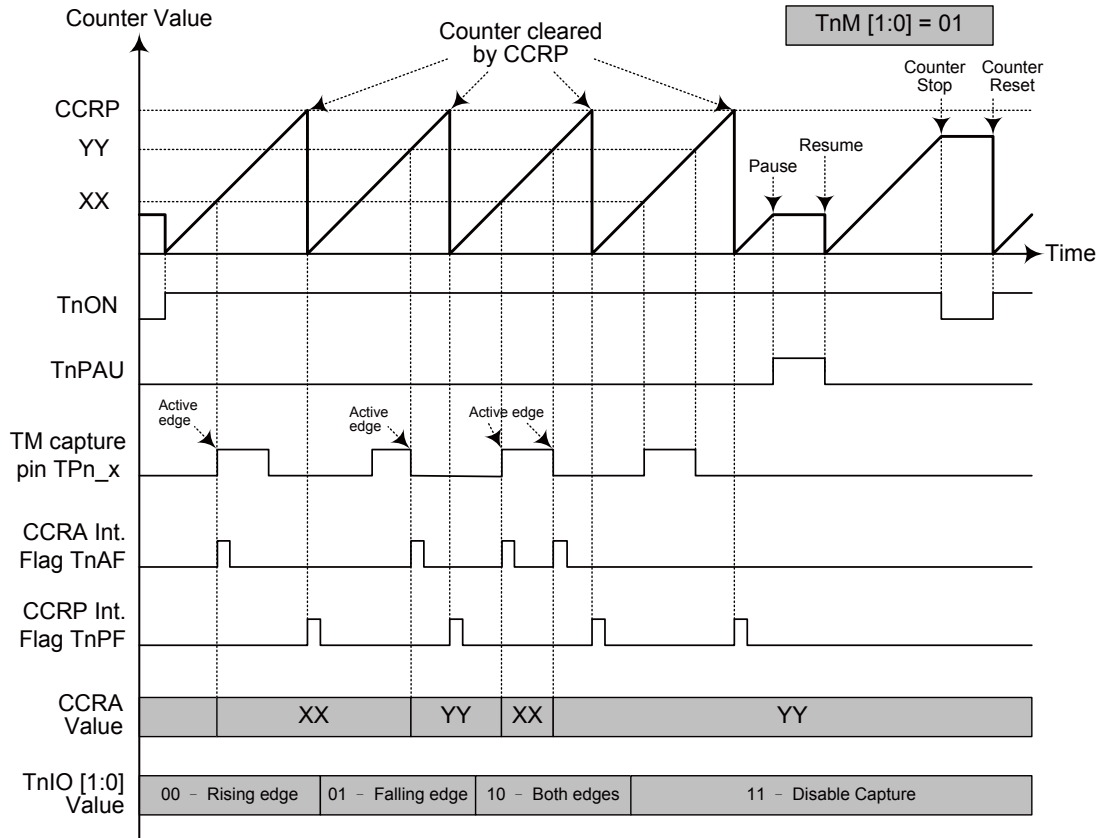 Counter Value
TnM [1:0] = 01
Counter cleared
by CCRP
Counter
Stop
Counter
Reset
CCRP
YY
XX
Pause
Resume
Time
TnON
TnPAU
Active
edge
Active
edge
Active edge
TM capture
pin TPn_x
CCRA Int.
Flag TnAF
CCRP Int.
Flag TnPF
CCRA
Value
XX
YY
XX
YY
TnIO [1:0]
Value
00 – Rising edge
01 – Falling edge
10 – Both edges
11 – Disable Capture